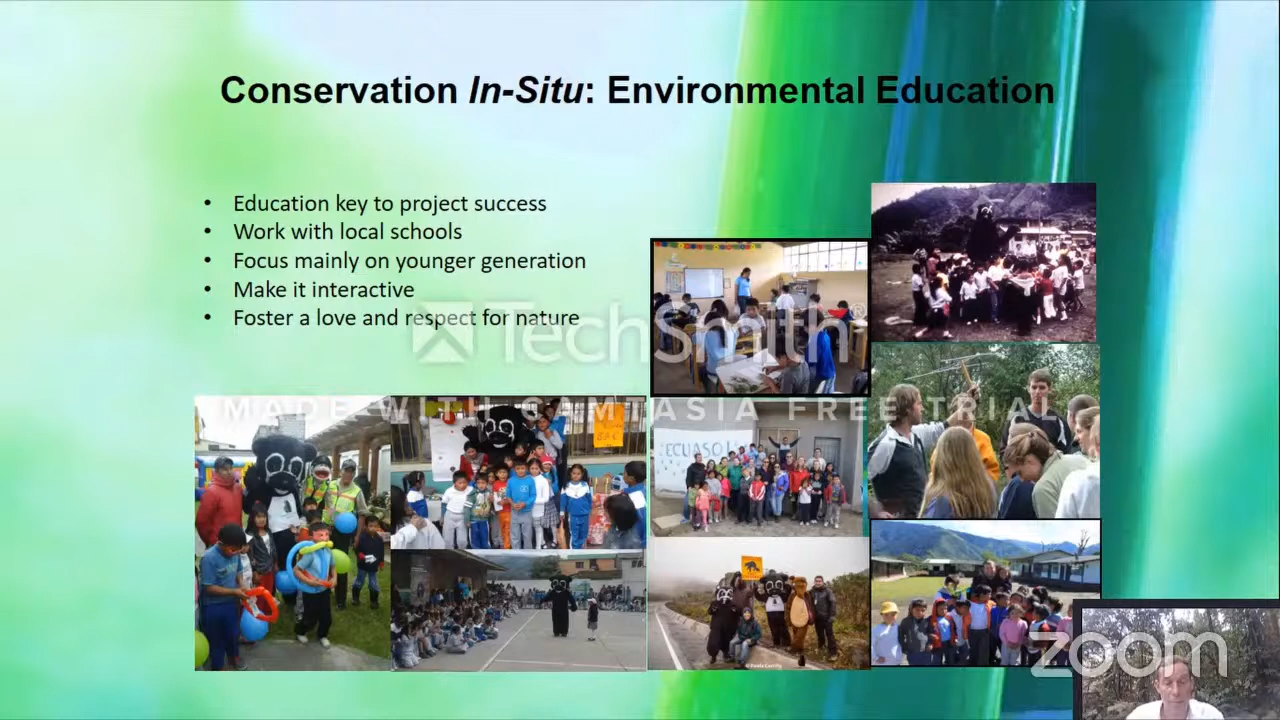 Conservation In-Situ: Environmental Education
• Education key to project success
• Work with local schools
• Focus mainly on younger generation
• Make it interactive
• Foster a love and respect for nature
TechSmith®
MADE WITH CAMTASIA FREE TRIAL
zoom